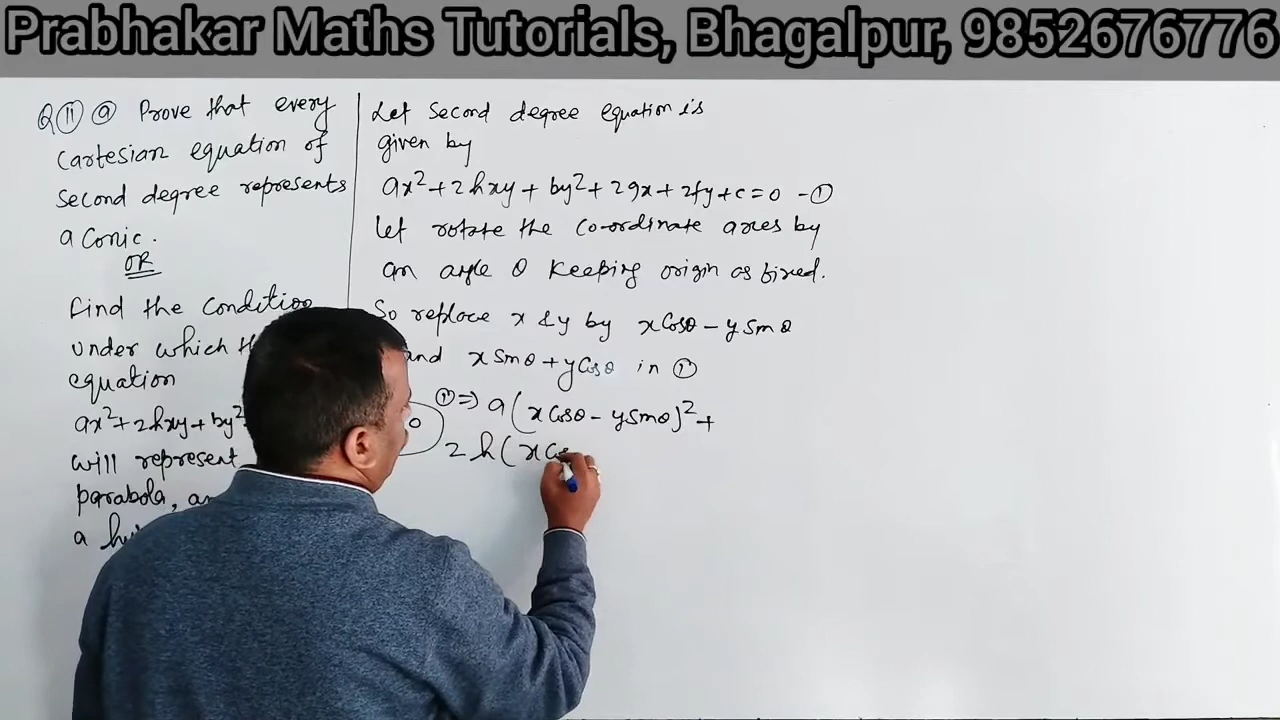 Prabhakar Maths Tutorials, Bhagalpur, 9852676776
Q 11 a Prove that every
Cartesian equation of
Second degree represents
a Conic.
OR
Find the condition
under which
equation
ax²+2hxy+by²
will represent
parabola,
a
Let Second degree equation is
given by
ax²+2hxy+by²+2gx+2fy+c=0 -①
Let rotate the co-ordinate axes by
an angle θ Keeping origin as fixed.
So replace x & y by xcosθ-ysinθ
and xsinθ+ycosθ in ①
①⇒ a(xcosθ-ysinθ)²+
2h(xcos